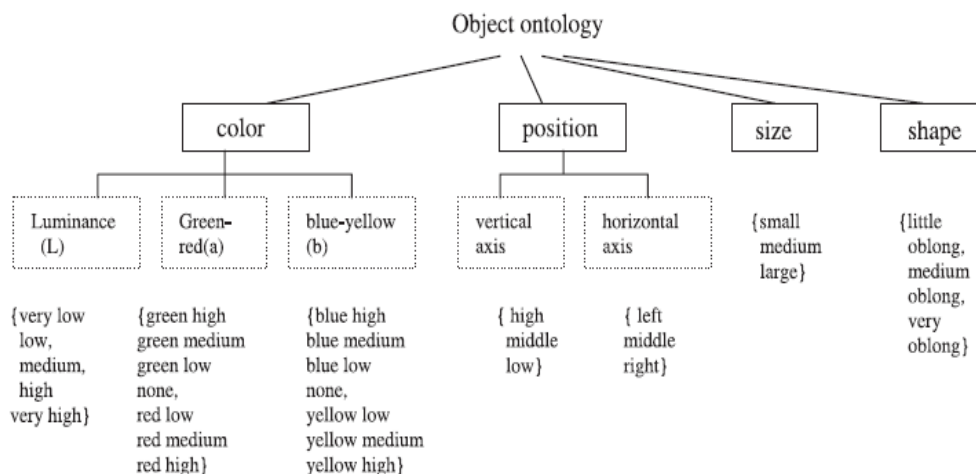 Object ontology
color
position
size
shape
Luminance
(L)
Green-
red(a)
blue-yellow
(b)
vertical
axis
horizontal
axis
{very low
low,
medium,
high
very high}
{green high
green medium
green low
none,
red low
red medium
red high}
{blue high
blue medium
blue low
none,
yellow low
yellow medium
yellow high}
{ high
middle
low}
{ left
middle
right}
{small
medium
large}
{little
oblong,
medium
oblong,
very
oblong}